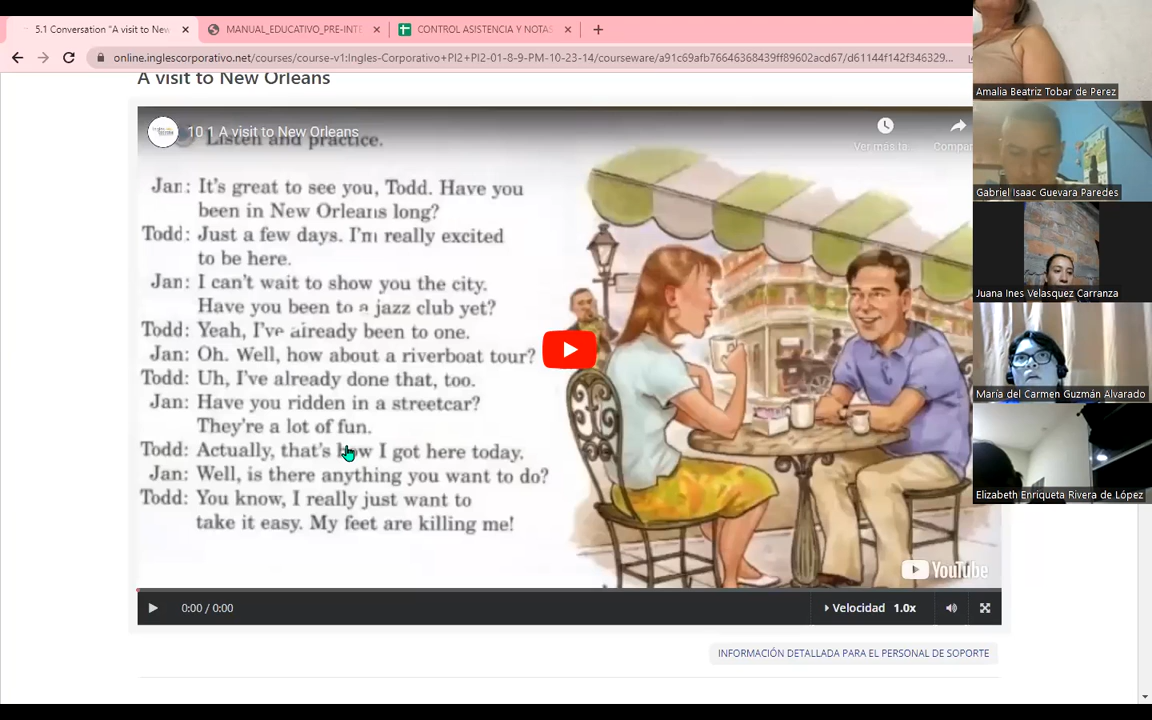 5.1 Conversation "A visit to New
MANUAL_EDUCATIVO_PRE-INTE
CONTROL ASISTENCIA Y NOTAS
online.inglescorporativo.net/courses/course-v1:Ingles-Corporativo+PI2+PI2-01-8-9-PM-10-23-14/courseware/a91c69afb76646368439ff89602acd67/d61144f142f346329...
A visit to New Orleans
10 1 A visit to New Orleans
Ver más ta
Compar
Listen and practice.
Jan: It's great to see you, Todd. Have you
been in New Orleans long?
Todd: Just a few days. I'm really excited
to be here.
Jan: I can't wait to show you the city.
Have you been to a jazz club yet?
Todd: Yeah, I've already been to one.
Jan: Oh. Well, how about a riverboat tour?
Todd: Uh, I've already done that, too.
Jan: Have you ridden in a streetcar?
They're a lot of fun.
Todd: Actually, that's how I got here today.
Jan: Well, is there anything you want to do?
Todd: You know, I really just want to
take it easy. My feet are killing me!
YouTube
0:00 / 0:00
Velocidad 1.0x
INFORMACIÓN DETALLADA PARA EL PERSONAL DE SOPORTE
Amalia Beatriz Tobar de Perez
Gabriel Isaac Guevara Paredes
Juana Ines Velasquez Carranza
María del Carmen Guzmán Alvarado
Elizabeth Enriqueta Rivera de López